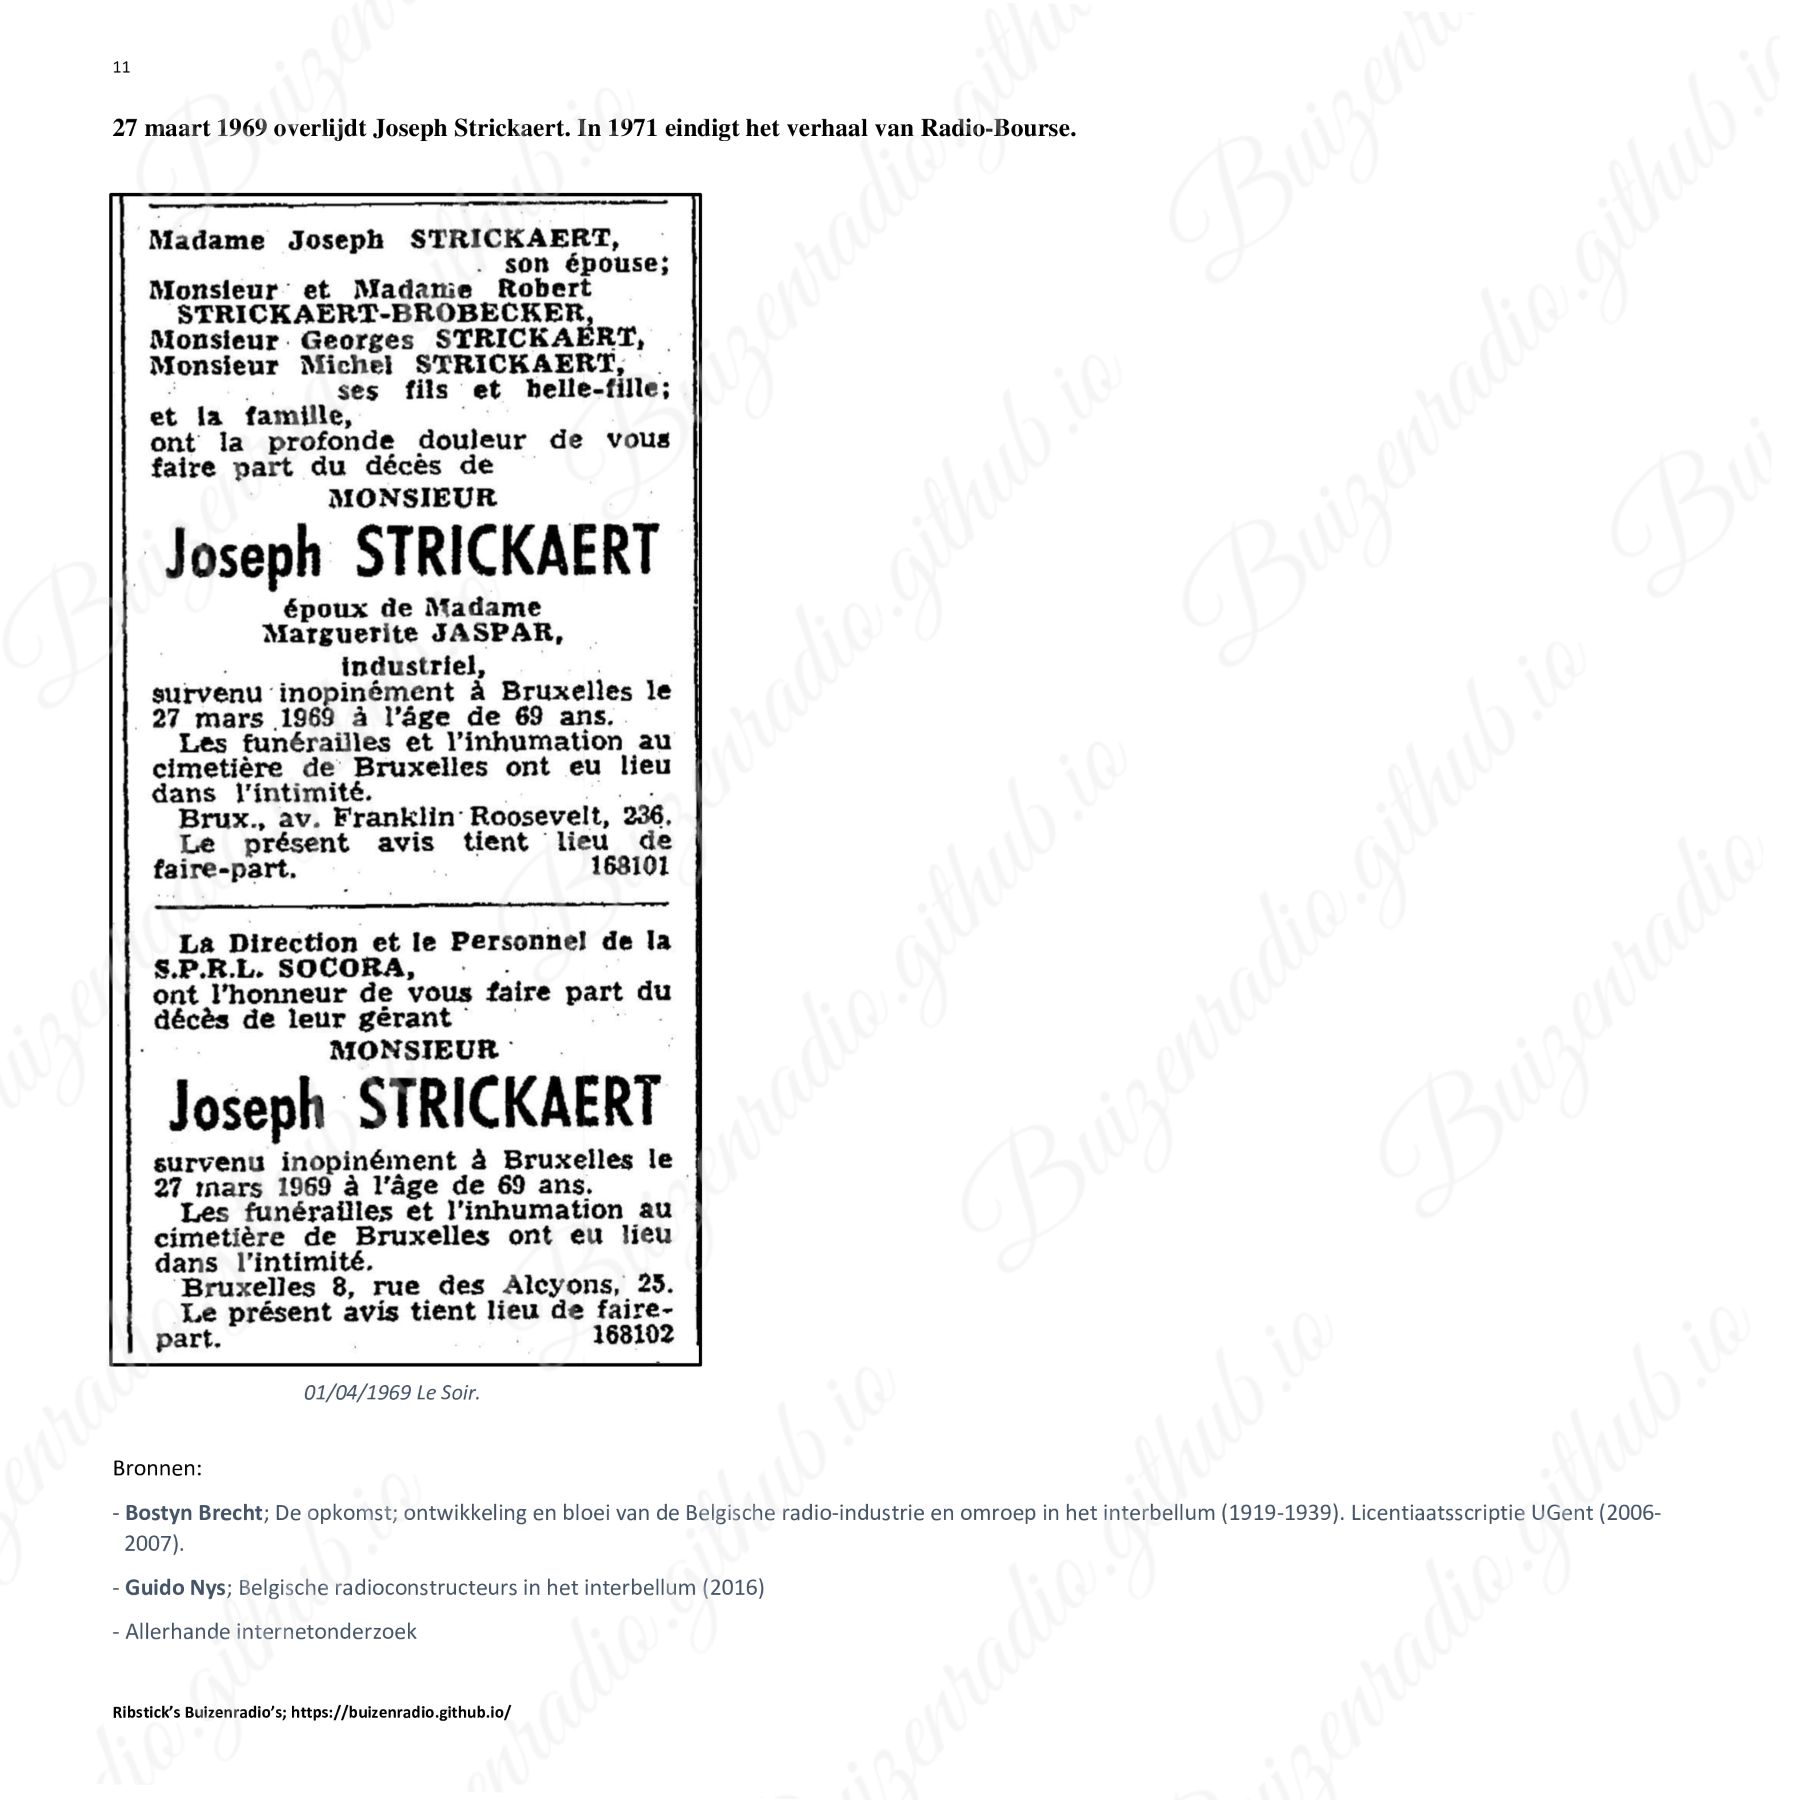 11
27 maart 1969 overlijdt Joseph Strickaert. In 1971 eindigt het verhaal van Radio-Bourse.
Madame Joseph STRICKAERT,
son épouse;
Monsieur et Madame Robert
STRICKAERT-BROBECKER,
Monsieur Georges STRICKAERT,
Monsieur Michel STRICKAERT,
ses fils et belle-fille;
et la famille,
ont la profonde douleur de vous
faire part du décès de
MONSIEUR
Joseph STRICKAERT
époux de Madame
Marguerite JASPAR,
industriel,
survenu inopinément à Bruxelles le
27 mars 1969 à l'âge de 69 ans.
Les funérailles et l'inhumation au
cimetière de Bruxelles ont eu lieu
dans l'intimité.
Brux., av. Franklin Roosevelt, 236.
Le présent avis tient lieu de
faire-part. 168101
La Direction et le Personnel de la
S.P.R.L. SOCORA,
ont l'honneur de vous faire part du
décès de leur gérant
MONSIEUR
Joseph STRICKAERT
survenu inopinément à Bruxelles le
27 mars 1969 à l'âge de 69 ans.
Les funérailles et l'inhumation au
cimetière de Bruxelles ont eu lieu
dans l'intimité.
Bruxelles 8, rue des Alcyons, 25.
Le présent avis tient lieu de faire-
part. 168102
01/04/1969 Le Soir.
Bronnen:
- Bostyn Brecht; De opkomst; ontwikkeling en bloei van de Belgische radio-industrie en omroep in het interbellum (1919-1939). Licentiaatsscriptie UGent (2006-
2007).
- Guido Nys; Belgische radioconstructeurs in het interbellum (2016)
- Allerhande internetonderzoek
Ribstick's Buizenradio's; https://buizenradio.github.io/
Buizenradio.github.io